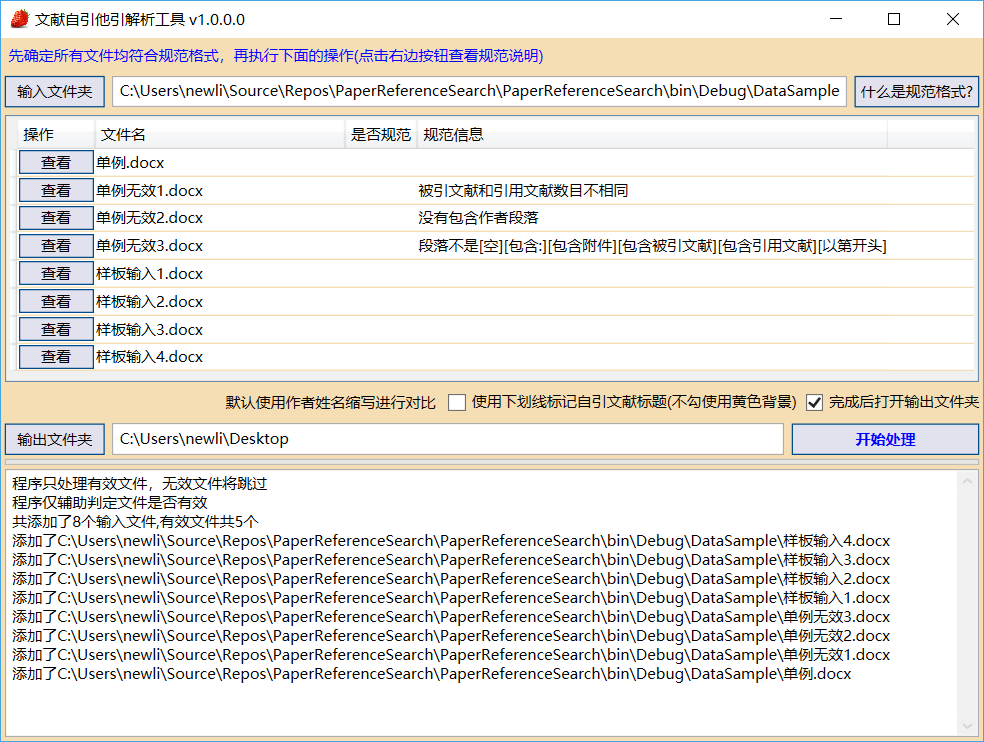 文献自引他引解析工具 v1.0.0.0
先确定所有文件均符合规范格式，再执行下面的操作(点击右边按钮查看规范说明)
输入文件夹 C:\Users\newli\Source\Repos\PaperReferenceSearch\PaperReferenceSearch\bin\Debug\DataSample 什么是规范格式?
操作 文件名 是否规范 规范信息
查看 单例.docx
查看 单例无效1.docx 被引文献和引用文献数目不相同
查看 单例无效2.docx 没有包含作者段落
查看 单例无效3.docx 段落不是[空][包含:][包含附件][包含被引文献][包含引用文献][以第开头]
查看 样板输入1.docx
查看 样板输入2.docx
查看 样板输入3.docx
查看 样板输入4.docx
默认使用作者姓名缩写进行对比 使用下划线标记自引文献标题(不勾使用黄色背景) 完成后打开输出文件夹
输出文件夹 C:\Users\newli\Desktop 开始处理
程序只处理有效文件，无效文件将跳过
程序仅辅助判定文件是否有效
共添加了8个输入文件,有效文件共5个
添加了C:\Users\newli\Source\Repos\PaperReferenceSearch\PaperReferenceSearch\bin\Debug\DataSample\样板输入4.docx
添加了C:\Users\newli\Source\Repos\PaperReferenceSearch\PaperReferenceSearch\bin\Debug\DataSample\样板输入3.docx
添加了C:\Users\newli\Source\Repos\PaperReferenceSearch\PaperReferenceSearch\bin\Debug\DataSample\样板输入2.docx
添加了C:\Users\newli\Source\Repos\PaperReferenceSearch\PaperReferenceSearch\bin\Debug\DataSample\样板输入1.docx
添加了C:\Users\newli\Source\Repos\PaperReferenceSearch\PaperReferenceSearch\bin\Debug\DataSample\单例无效3.docx
添加了C:\Users\newli\Source\Repos\PaperReferenceSearch\PaperReferenceSearch\bin\Debug\DataSample\单例无效2.docx
添加了C:\Users\newli\Source\Repos\PaperReferenceSearch\PaperReferenceSearch\bin\Debug\DataSample\单例无效1.docx
添加了C:\Users\newli\Source\Repos\PaperReferenceSearch\PaperReferenceSearch\bin\Debug\DataSample\单例.docx